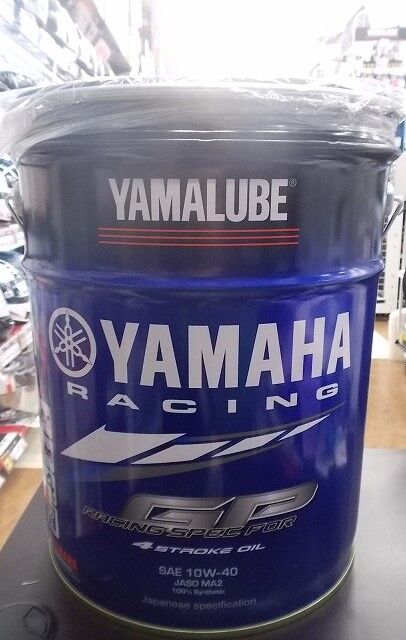 YAMALUBE®
YAMAHA
RACING
GP
RACING SPEC FOR
4 STROKE OIL
SAE 10W-40
JASO MA2
100% Synthetic
Japanese specification